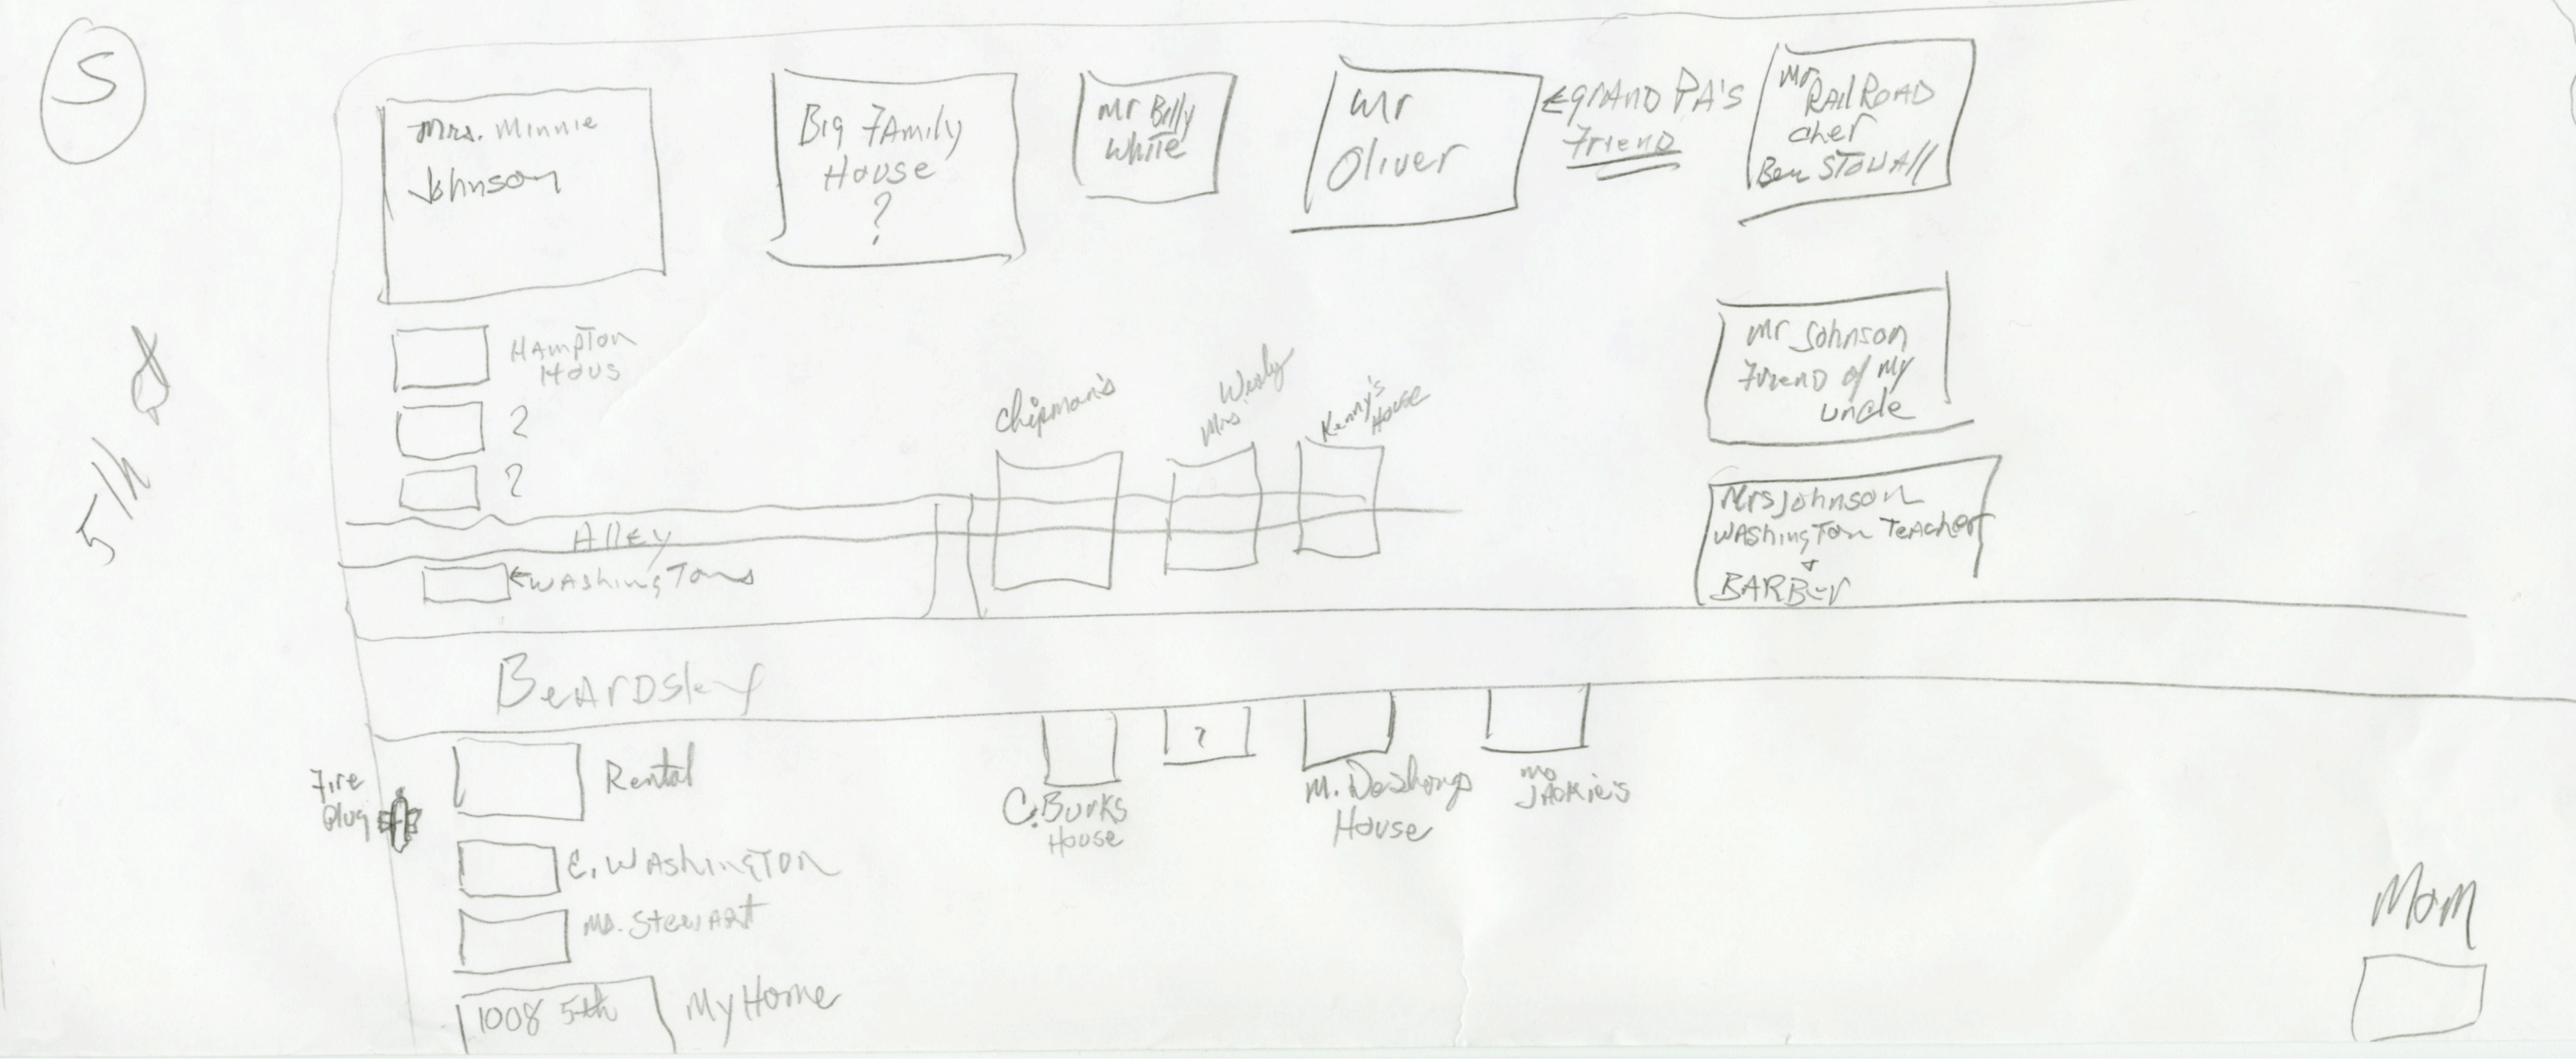 S
Mrs. Minnie
Johnson
Big Family
House
?
Mr Billy
White
Mr
Oliver
←GRAND PA'S
Friend
Mr
RailRoad
Ben
Hampton
Hous
?
?
Chipman's
Mrs
Wesly
Kenny's
House
Mr Johnson
Friend of my
uncle
Mrs Johnson
Washington Teacher
+
BARBer
5th
Alley
←Washingtons
Beardsley
Fire
Plug
Rental
C. Burks
House
?
M. Deshong
House
JACKie's
E. Washington
Ms. Stewart
1008 5th
My Home
Mom